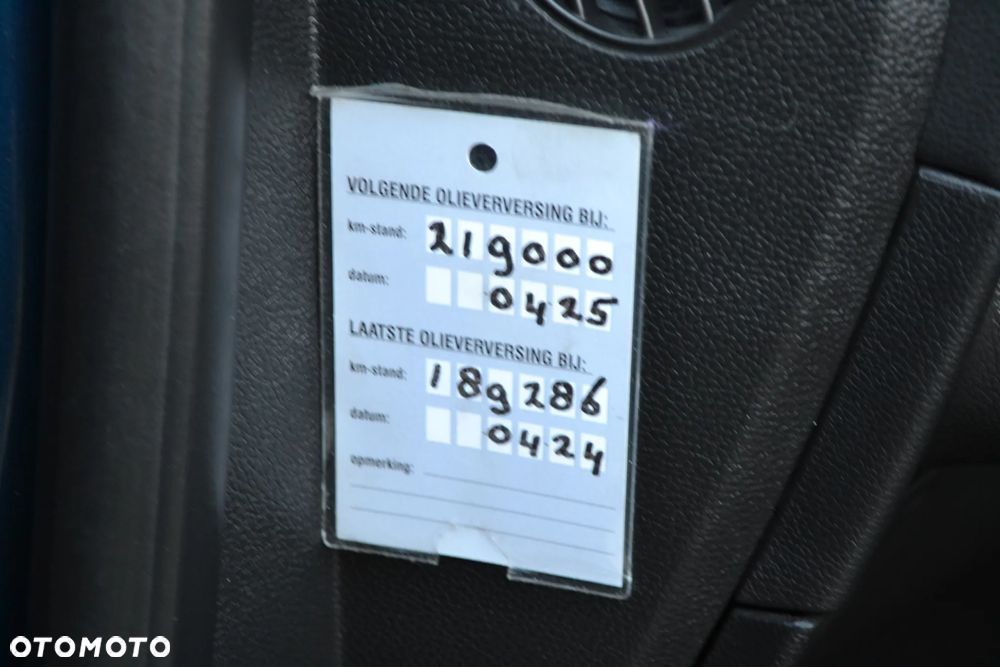 VOLGENDE OLIEVERVERSING BIJ:
km-stand: 219000
datum: 0425
LAATSTE OLIEVERVERSING BIJ:
km-stand: 189286
datum: 0424
opmerking:
OTOMOTO